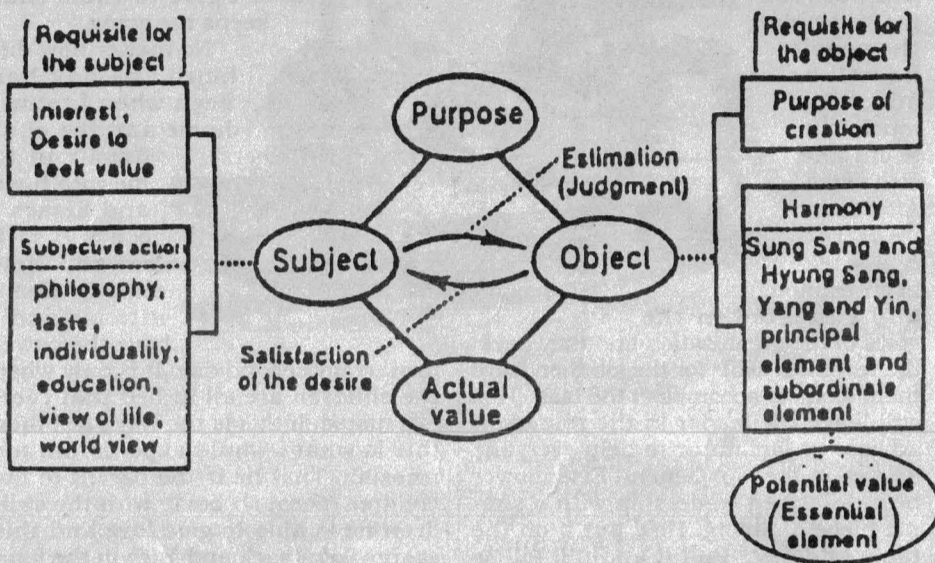 [Requisite for
the subject]
Interest,
Desire to
seek value
Subjective action
philosophy,
taste,
individuality,
education,
view of life,
world view
Purpose
Estimation
(Judgment)
Subject
Object
Satisfaction
of the desire
Actual
value
[Requisite for
the object]
Purpose of
creation
Harmony
Sung Sang and
Hyung Sang,
Yang and Yin,
principal
element and
subordinate
element
Potential value
(Essential
element)